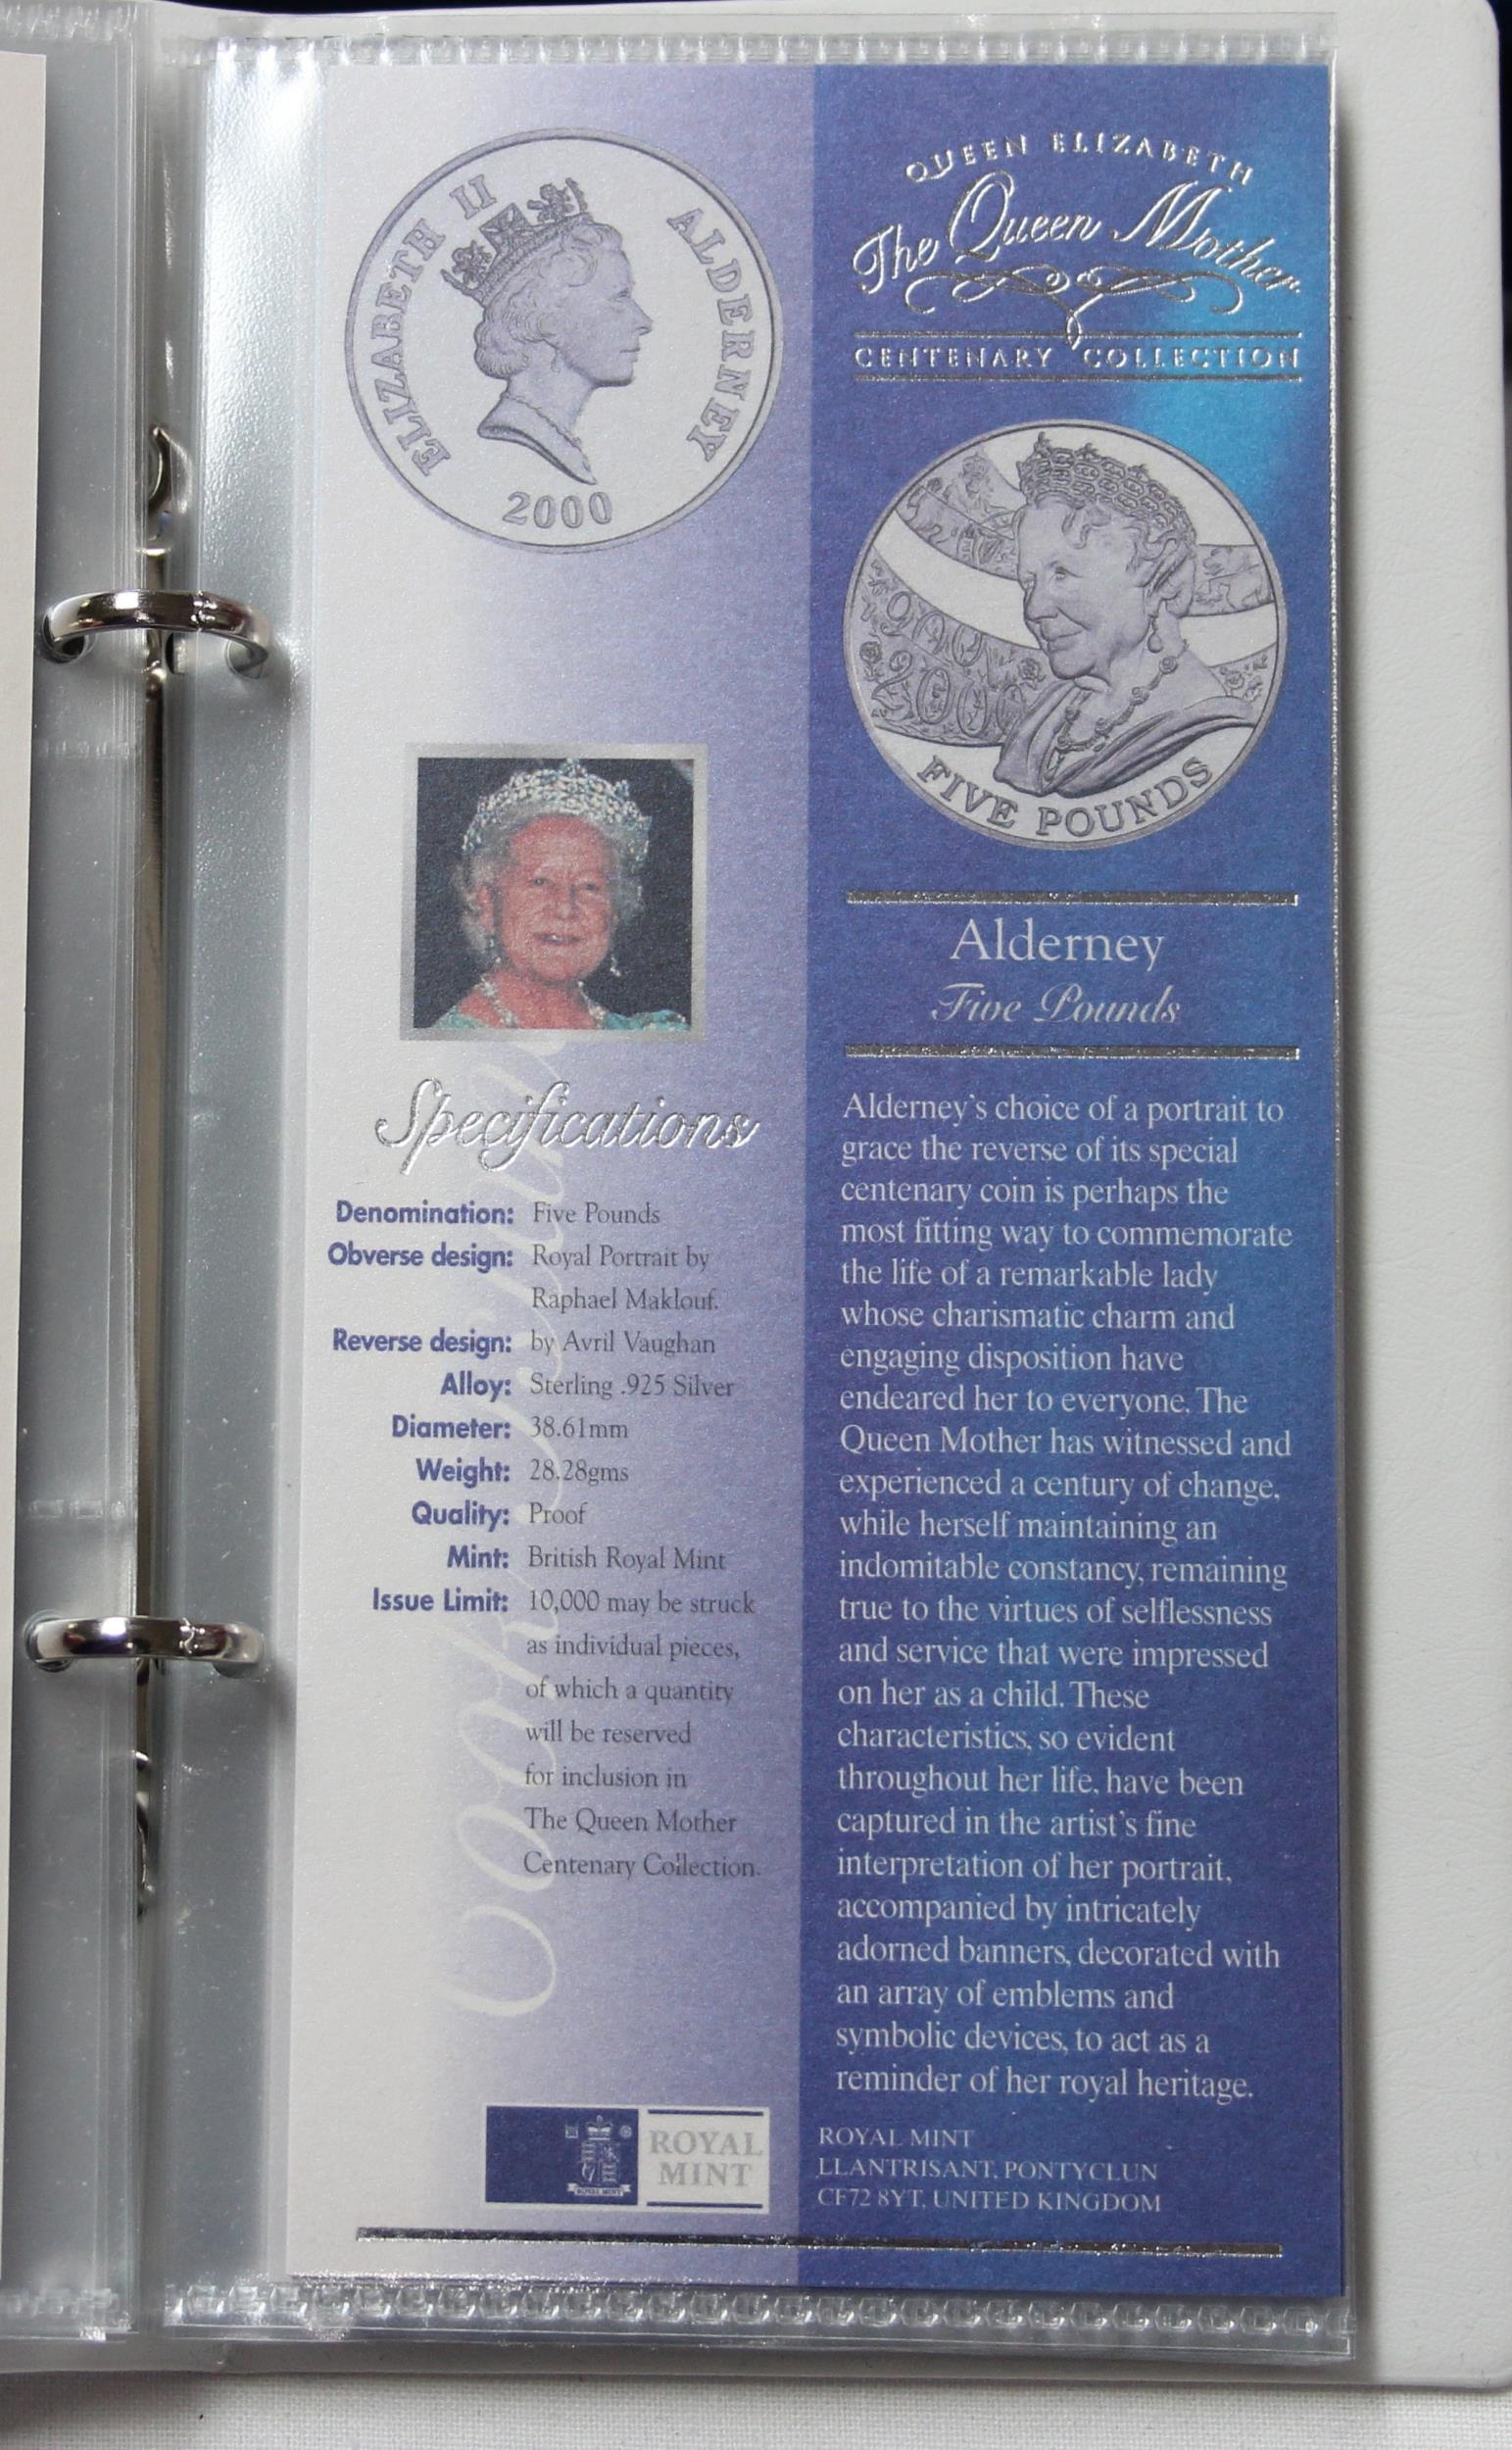 ELIZABETH II
ALDERNEY
2000
Specifications
Denomination: Five Pounds
Obverse design: Royal Portrait by
Raphael Maklouf.
Reverse design: by Avril Vaughan
Alloy: Sterling .925 Silver
Diameter: 38.61mm
Weight: 28.28gms
Quality: Proof
Mint: British Royal Mint
Issue Limit: 10,000 may be struck
as individual pieces,
of which a quantity
will be reserved
for inclusion in
The Queen Mother
Centenary Collection.
ROYAL MINT
ROYAL
MINT
QUEEN ELIZABETH
The Queen Mother
CENTENARY COLLECTION
1900
2000
FIVE POUNDS
Alderney
Five Pounds
Alderney's choice of a portrait to
grace the reverse of its special
centenary coin is perhaps the
most fitting way to commemorate
the life of a remarkable lady
whose charismatic charm and
engaging disposition have
endeared her to everyone. The
Queen Mother has witnessed and
experienced a century of change,
while herself maintaining an
indomitable constancy, remaining
true to the virtues of selflessness
and service that were impressed
on her as a child. These
characteristics, so evident
throughout her life, have been
captured in the artist's fine
interpretation of her portrait,
accompanied by intricately
adorned banners, decorated with
an array of emblems and
symbolic devices, to act as a
reminder of her royal heritage.
ROYAL MINT
LLANTRISANT, PONTYCLUN
CF72 8YT, UNITED KINGDOM